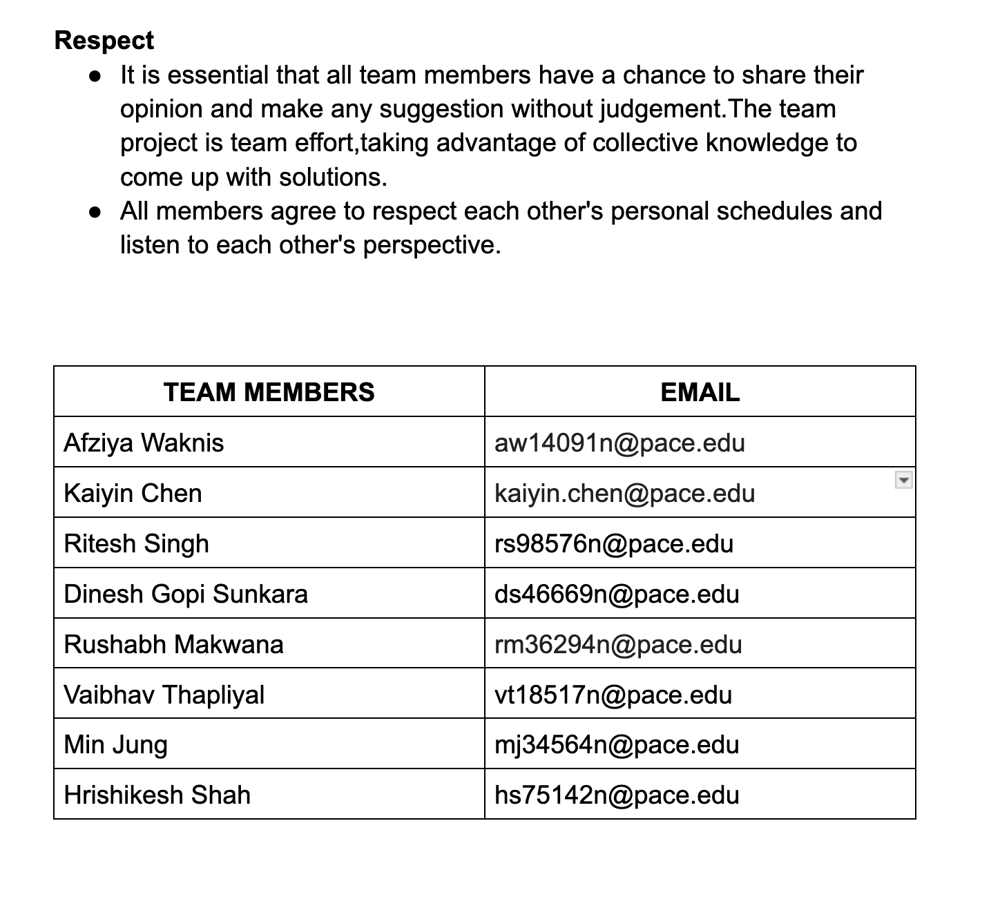 Respect
● It is essential that all team members have a chance to share their
opinion and make any suggestion without judgement.The team
project is team effort,taking advantage of collective knowledge to
come up with solutions.
● All members agree to respect each other's personal schedules and
listen to each other's perspective.
TEAM MEMBERS EMAIL
Afziya Waknis aw14091n@pace.edu
Kaiyin Chen kaiyin.chen@pace.edu
Ritesh Singh rs98576n@pace.edu
Dinesh Gopi Sunkara ds46669n@pace.edu
Rushabh Makwana rm36294n@pace.edu
Vaibhav Thapliyal vt18517n@pace.edu
Min Jung mj34564n@pace.edu
Hrishikesh Shah hs75142n@pace.edu